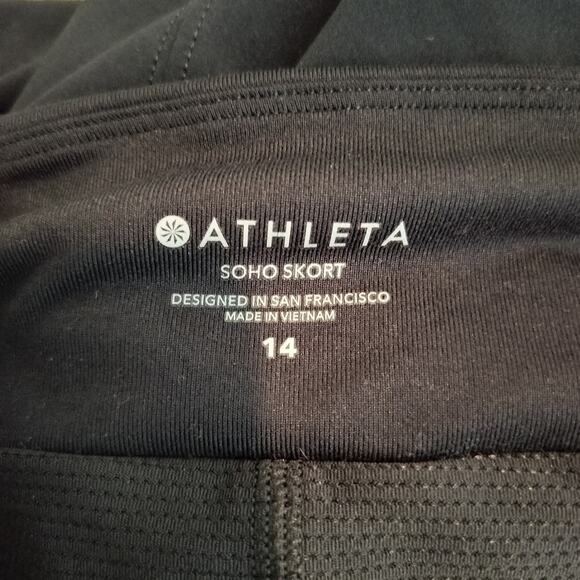 ATHLETA
SOHO SKORT
DESIGNED IN SAN FRANCISCO
MADE IN VIETNAM
14